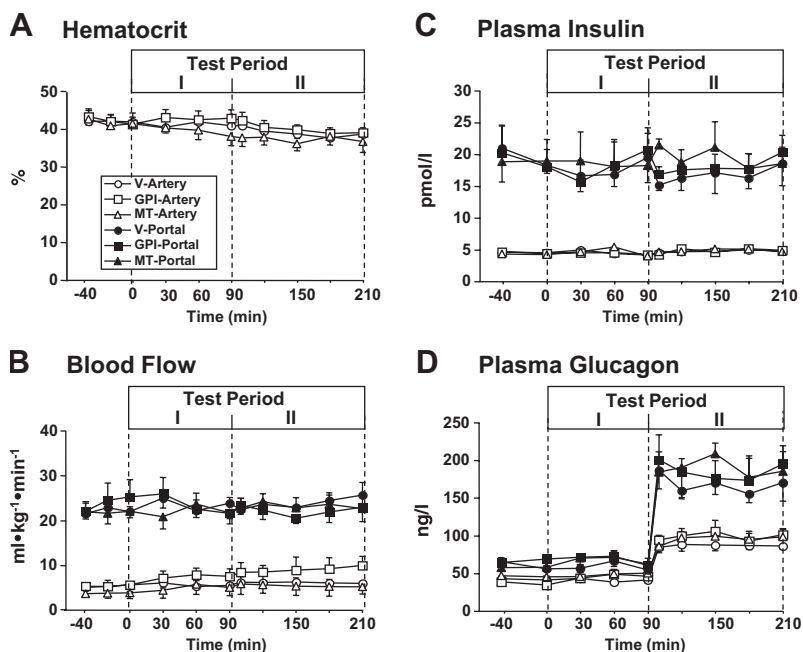 A Hematocrit
Test Period
I II
50
40
30
20
10
0
%
V-Artery
GPI-Artery
MT-Artery
V-Portal
GPI-Portal
MT-Portal
-40 0 30 60 90 150 210
Time (min)
B Blood Flow
Test Period
I II
40
30
20
10
0
ml•kg-1•min-1
-40 0 30 60 90 150 210
Time (min)
C Plasma Insulin
Test Period
I II
30
25
20
15
10
5
0
pmol/l
-40 0 30 60 90 150 210
Time (min)
D Plasma Glucagon
Test Period
I II
250
200
150
100
50
0
ng/l
-40 0 30 60 90 150 210
Time (min)